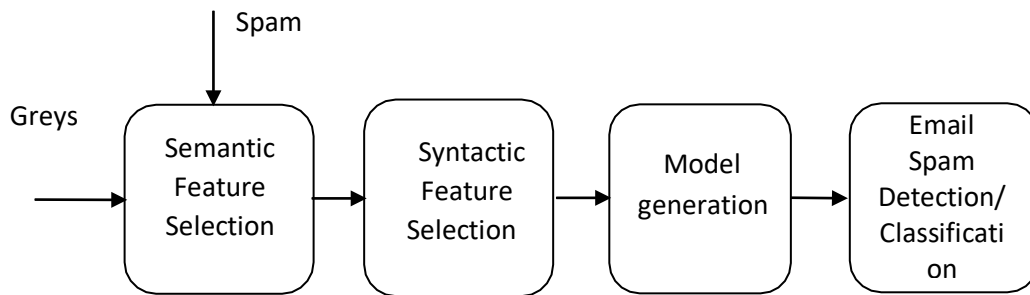 Spam
Greys
Semantic
Feature
Selection
Syntactic
Feature
Selection
Model
generation
Email
Spam
Detection/
Classificati
on